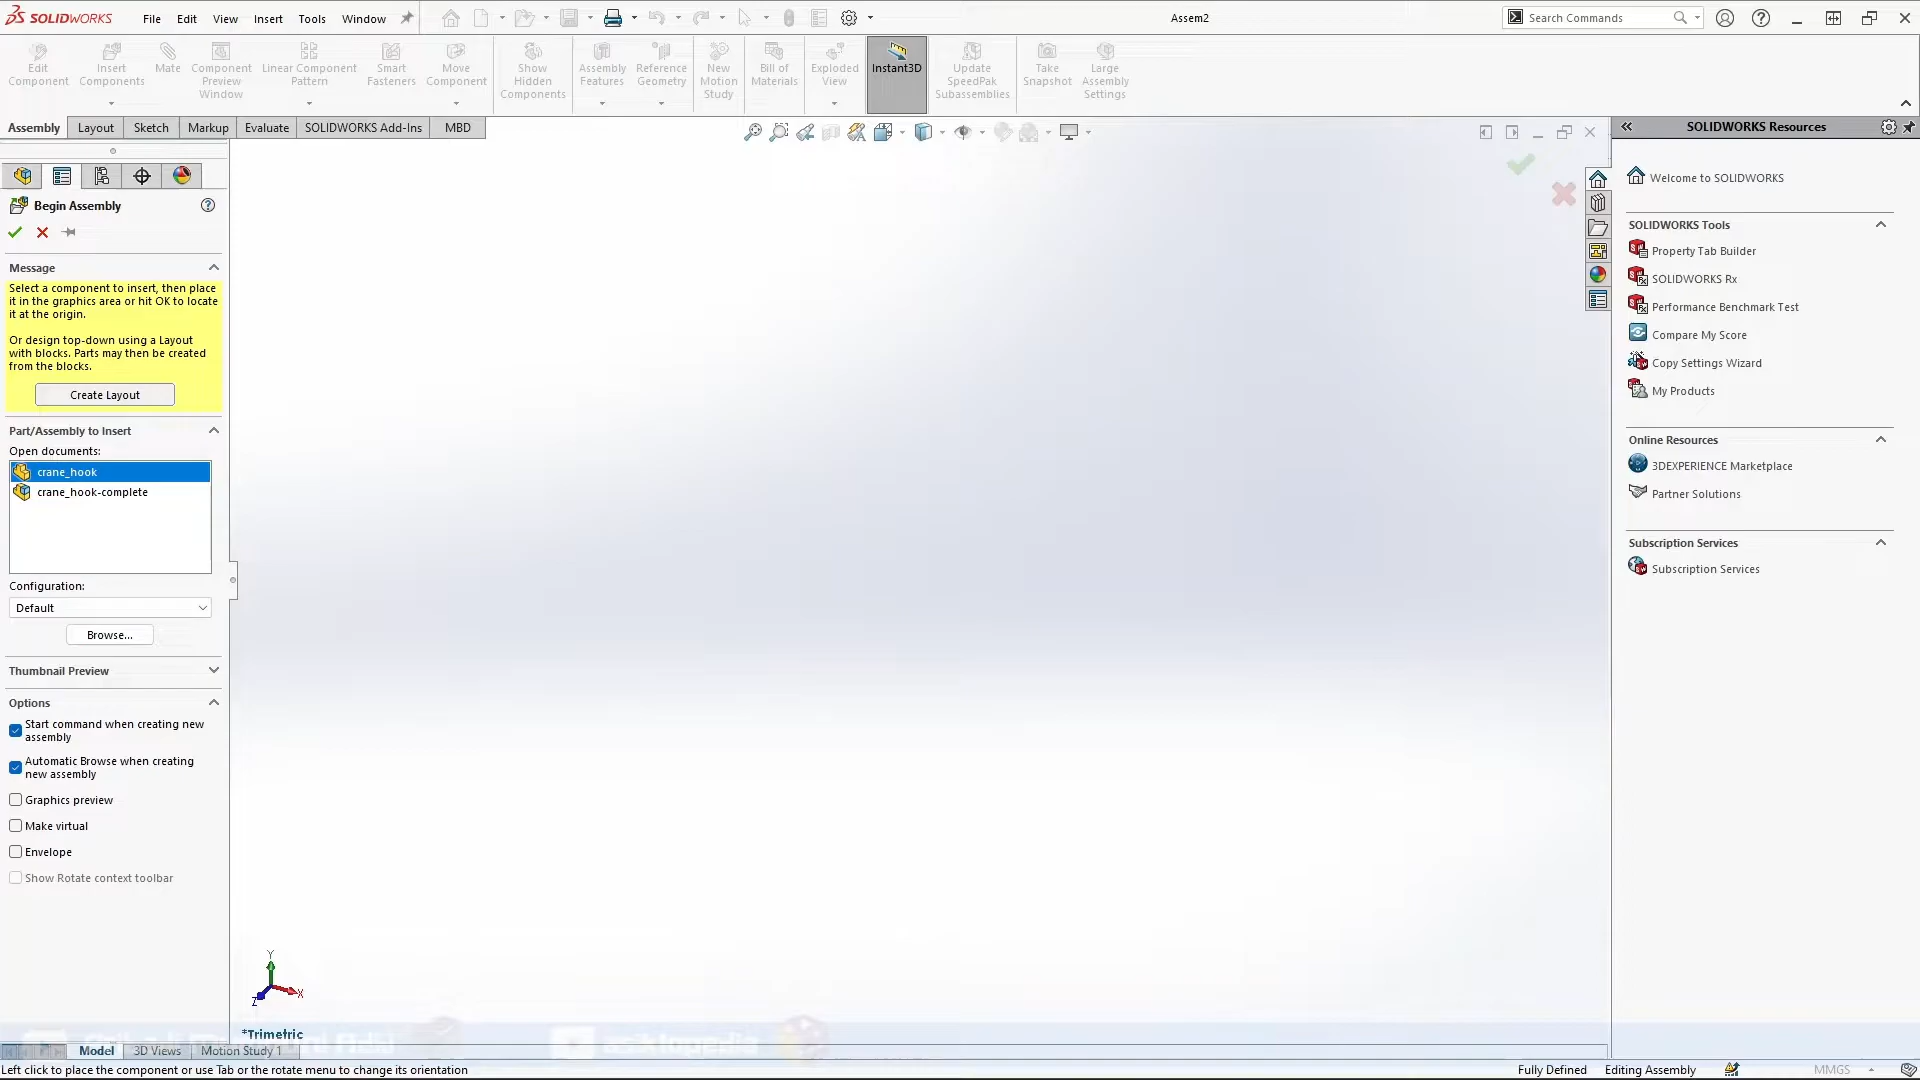 SOLIDWORKS
File Edit View Insert Tools Window
Assem2
Search Commands
Edit Component
Insert Components
Mate
Component Preview Window
Linear Component Pattern
Smart Fasteners
Move Component
Show Hidden Components
Assembly Features
Reference Geometry
New Motion Study
Bill of Materials
Exploded View
Instant3D
Update SpeedPak Subassemblies
Take Snapshot
Large Assembly Settings
Assembly Layout Sketch Markup Evaluate SOLIDWORKS Add-Ins MBD
Begin Assembly
Message
Select a component to insert, then place
it in the graphics area or hit OK to locate
it at the origin.
Or design top-down using a Layout
with blocks. Parts may then be created
from the blocks.
Create Layout
Part/Assembly to Insert
Open documents:
crane_hook
crane_hook-complete
Configuration:
Default
Browse...
Thumbnail Preview
Options
Start command when creating new
assembly
Automatic Browse when creating
new assembly
Graphics preview
Make virtual
Envelope
Show Rotate context toolbar
Y
X
Z
*Trimetric
Model 3D Views Motion Study 1
Left click to place the component or use Tab or the rotate menu to change its orientation
Fully Defined Editing Assembly MMGS
SOLIDWORKS Resources
Welcome to SOLIDWORKS
SOLIDWORKS Tools
Property Tab Builder
SOLIDWORKS Rx
Performance Benchmark Test
Compare My Score
Copy Settings Wizard
My Products
Online Resources
3DEXPERIENCE Marketplace
Partner Solutions
Subscription Services
Subscription Services